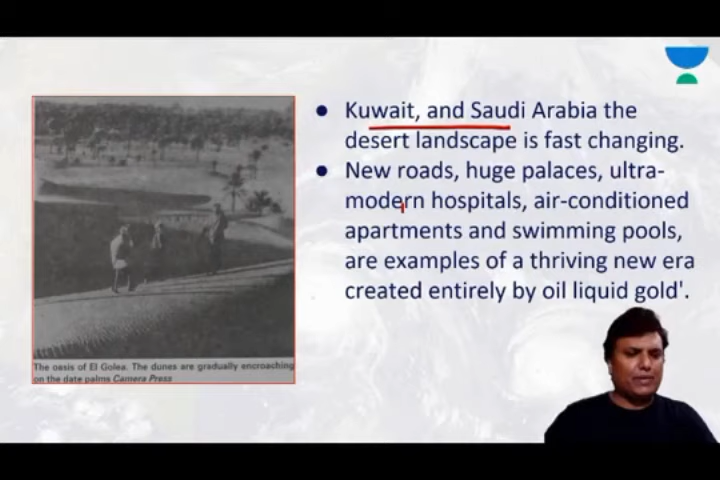 Kuwait, and Saudi Arabia the
desert landscape is fast changing.
New roads, huge palaces, ultra-
modern hospitals, air-conditioned
apartments and swimming pools,
are examples of a thriving new era
created entirely by oil liquid gold'.
The oasis of El Golea. The dunes are gradually encroaching
on the date palms Camera Press